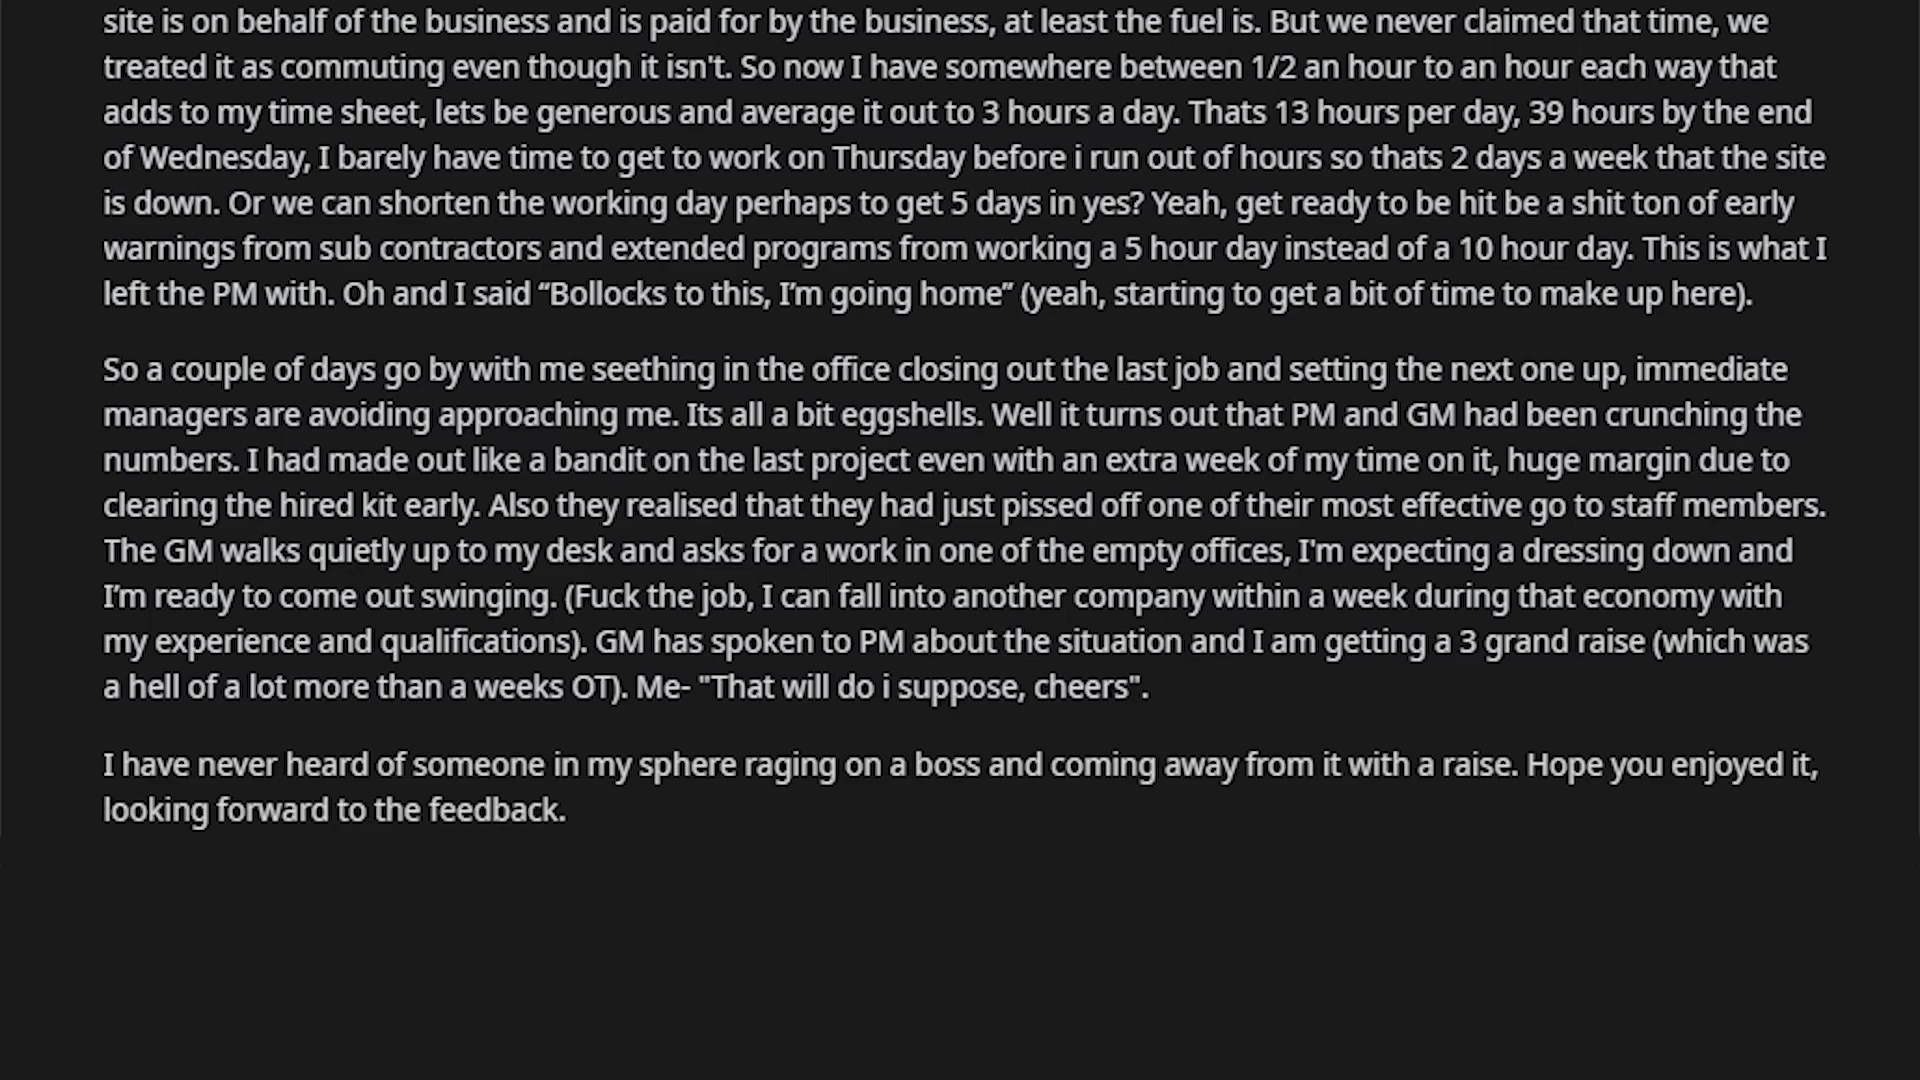 site is on behalf of the business and is paid for by the business, at least the fuel is. But we never claimed that time, we
treated it as commuting even though it isn't. So now I have somewhere between 1/2 an hour to an hour each way that
adds to my time sheet, lets be generous and average it out to 3 hours a day. Thats 13 hours per day, 39 hours by the end
of Wednesday, I barely have time to get to work on Thursday before i run out of hours so thats 2 days a week that the site
is down. Or we can shorten the working day perhaps to get 5 days in yes? Yeah, get ready to be hit be a shit ton of early
warnings from sub contractors and extended programs from working a 5 hour day instead of a 10 hour day. This is what I
left the PM with. Oh and I said “Bollocks to this, I’m going home” (yeah, starting to get a bit of time to make up here).
So a couple of days go by with me seething in the office closing out the last job and setting the next one up, immediate
managers are avoiding approaching me. Its all a bit eggshells. Well it turns out that PM and GM had been crunching the
numbers. I had made out like a bandit on the last project even with an extra week of my time on it, huge margin due to
clearing the hired kit early. Also they realised that they had just pissed off one of their most effective go to staff members.
The GM walks quietly up to my desk and asks for a work in one of the empty offices, I'm expecting a dressing down and
I’m ready to come out swinging. (Fuck the job, I can fall into another company within a week during that economy with
my experience and qualifications). GM has spoken to PM about the situation and I am getting a 3 grand raise (which was
a hell of a lot more than a weeks OT). Me- "That will do i suppose, cheers".
I have never heard of someone in my sphere raging on a boss and coming away from it with a raise. Hope you enjoyed it,
looking forward to the feedback.